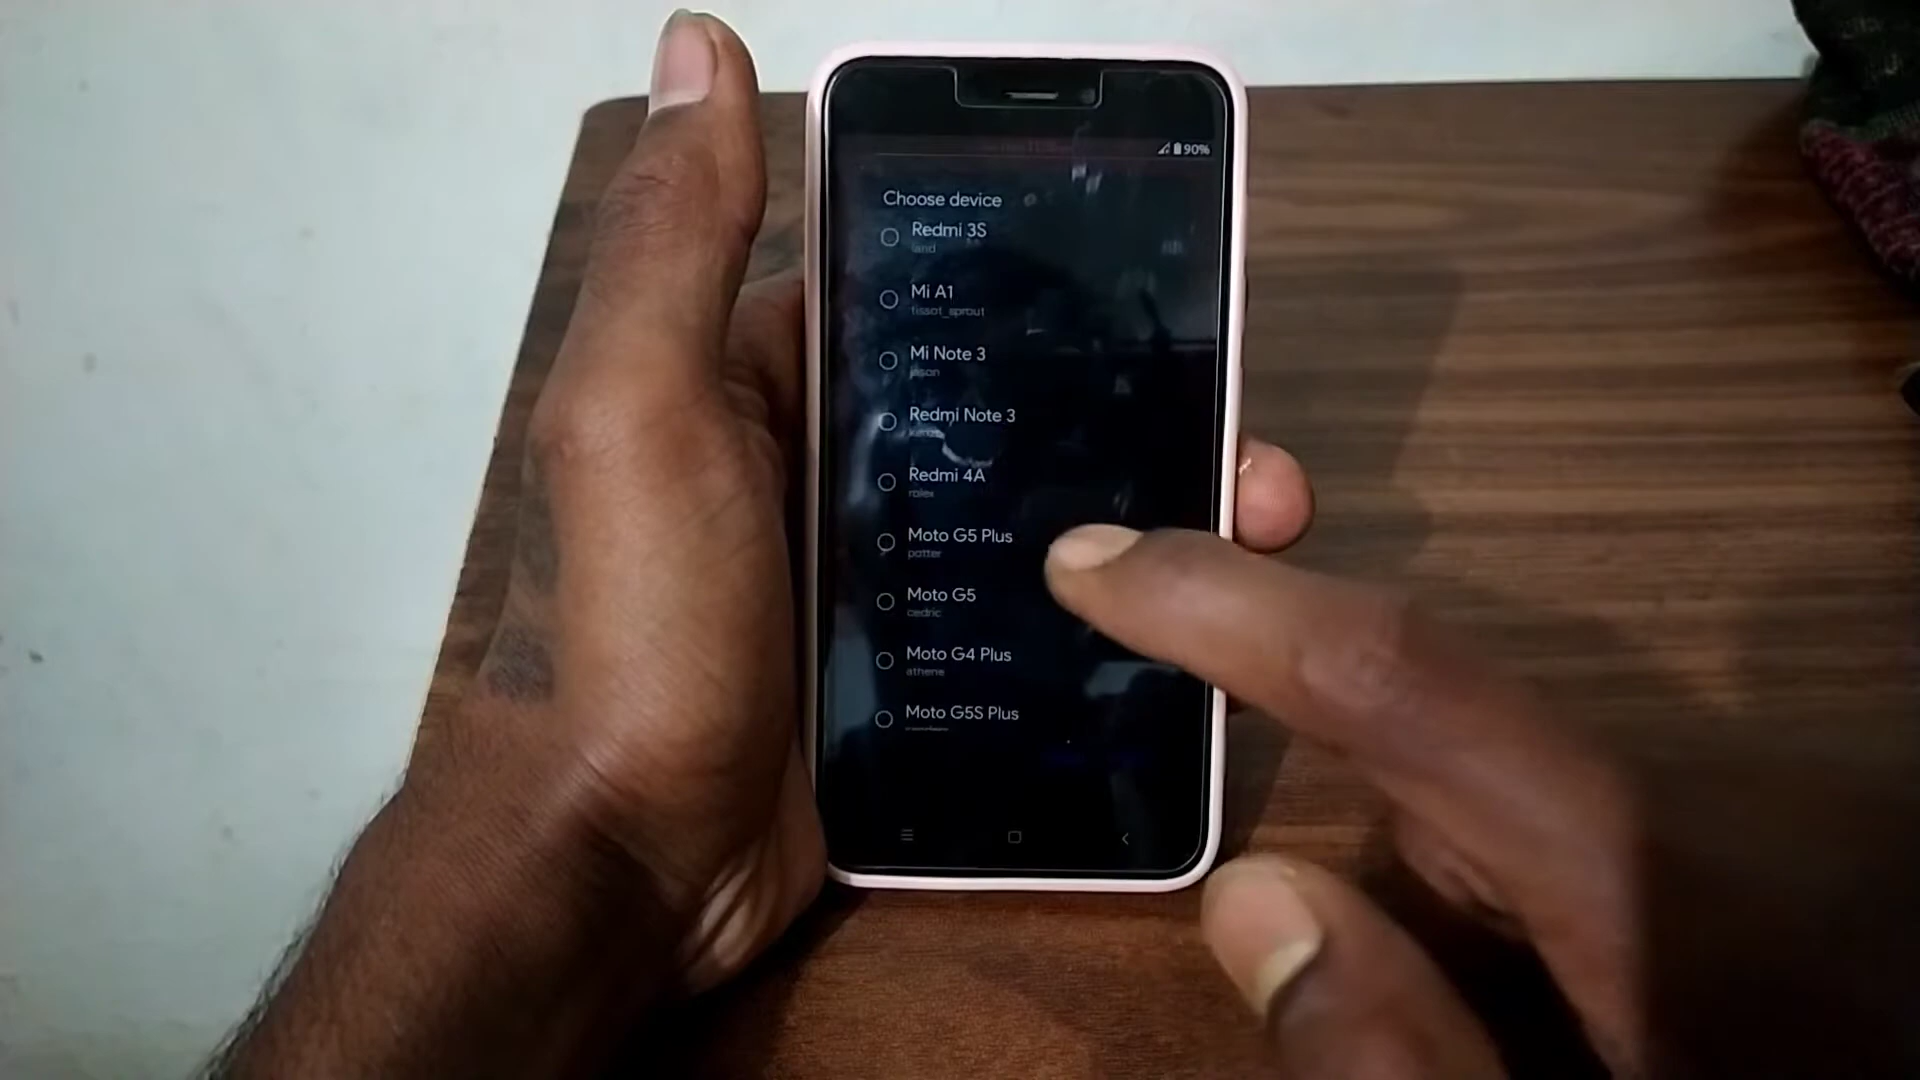 90%
Choose device
Redmi 3S
land
Mi A1
tissot_sprout
Mi Note 3
jason
Redmi Note 3
Redmi 4A
rolex
Moto G5 Plus
potter
Moto G5
cedric
Moto G4 Plus
athene
Moto G5S Plus